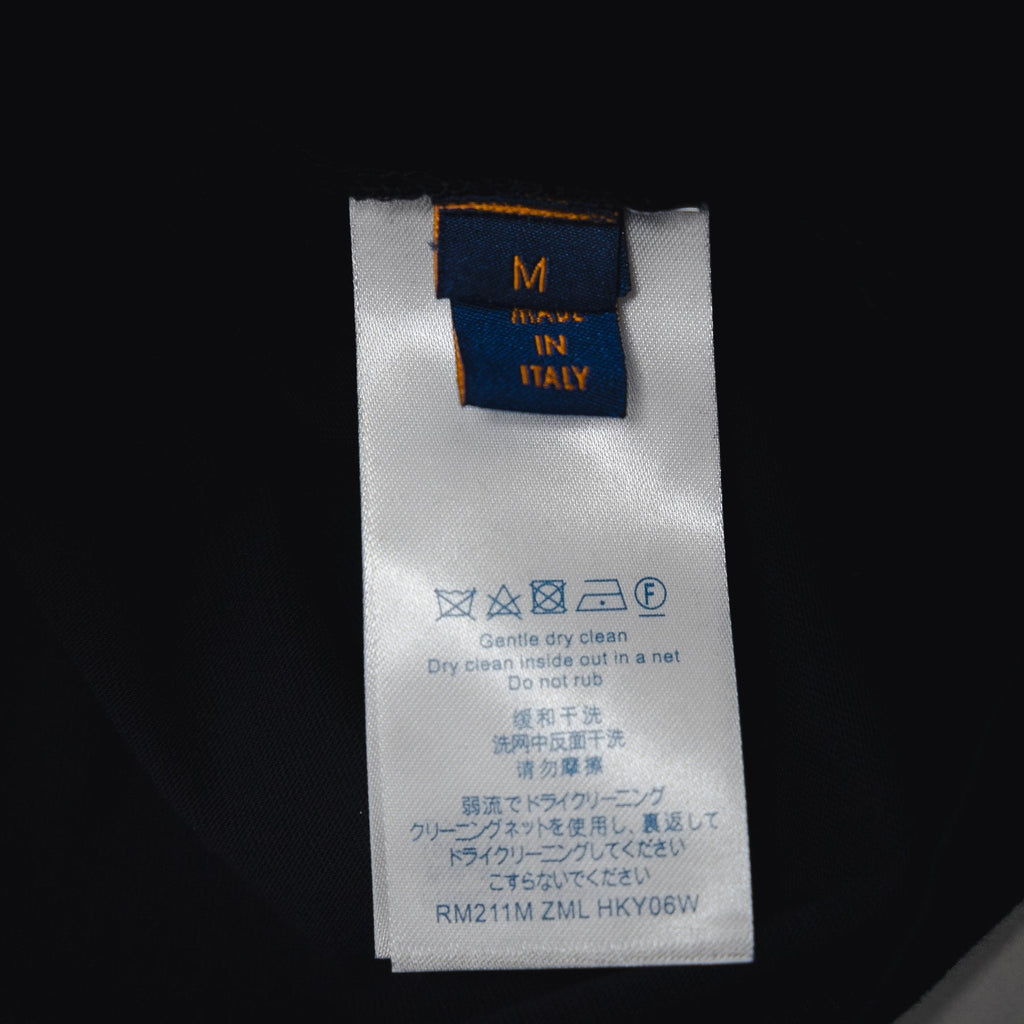 M
MADE
IN
ITALY
F
Gentle dry clean
Dry clean inside out in a net
Do not rub
缓和干洗
洗网中反面干洗
请勿摩擦
弱流でドライクリーニング
クリーニングネットを使用し、裏返して
ドライクリーニングしてください
こすらないでください
RM211M ZML HKY06W